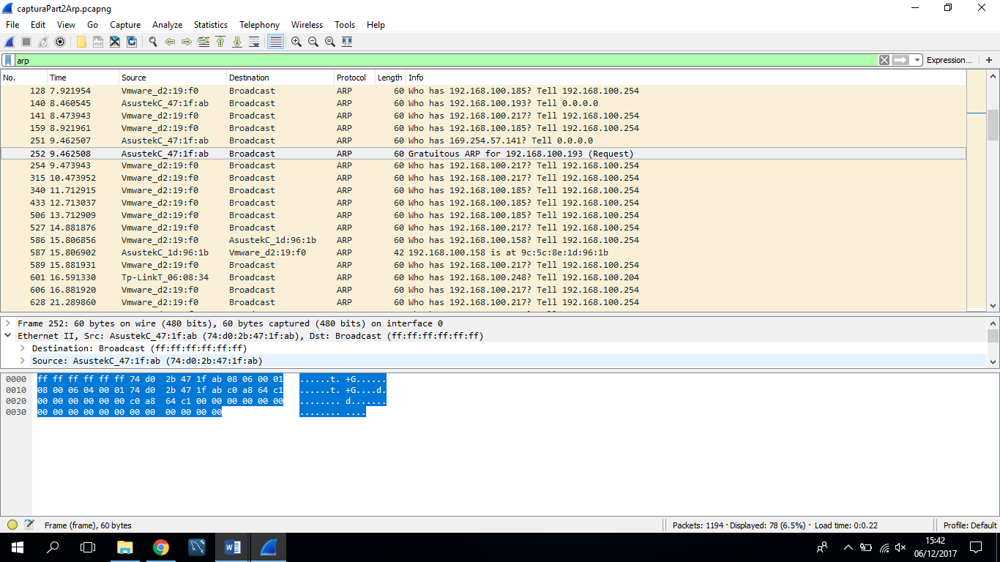 capturaPart2Arp.pcapng
File Edit View Go Capture Analyze Statistics Telephony Wireless Tools Help
arp Expression... +
No. Time Source Destination Protocol Length Info
128 7.921954 Vmware_d2:19:f0 Broadcast ARP 60 Who has 192.168.100.185? Tell 192.168.100.254
140 8.460545 AsustekC_47:1f:ab Broadcast ARP 60 Who has 192.168.100.193? Tell 0.0.0.0
141 8.473943 Vmware_d2:19:f0 Broadcast ARP 60 Who has 192.168.100.217? Tell 192.168.100.254
159 8.921961 Vmware_d2:19:f0 Broadcast ARP 60 Who has 192.168.100.185? Tell 192.168.100.254
251 9.462507 AsustekC_47:1f:ab Broadcast ARP 60 Who has 169.254.57.141? Tell 0.0.0.0
252 9.462508 AsustekC_47:1f:ab Broadcast ARP 60 Gratuitous ARP for 192.168.100.193 (Request)
254 9.473943 Vmware_d2:19:f0 Broadcast ARP 60 Who has 192.168.100.217? Tell 192.168.100.254
315 10.473952 Vmware_d2:19:f0 Broadcast ARP 60 Who has 192.168.100.217? Tell 192.168.100.254
340 11.712915 Vmware_d2:19:f0 Broadcast ARP 60 Who has 192.168.100.185? Tell 192.168.100.254
433 12.713037 Vmware_d2:19:f0 Broadcast ARP 60 Who has 192.168.100.185? Tell 192.168.100.254
506 13.712909 Vmware_d2:19:f0 Broadcast ARP 60 Who has 192.168.100.185? Tell 192.168.100.254
527 14.881876 Vmware_d2:19:f0 Broadcast ARP 60 Who has 192.168.100.217? Tell 192.168.100.254
586 15.806856 Vmware_d2:19:f0 AsustekC_1d:96:1b ARP 60 Who has 192.168.100.158? Tell 192.168.100.254
587 15.806902 AsustekC_1d:96:1b Vmware_d2:19:f0 ARP 42 192.168.100.158 is at 9c:5c:8e:1d:96:1b
589 15.881931 Vmware_d2:19:f0 Broadcast ARP 60 Who has 192.168.100.217? Tell 192.168.100.254
601 16.591330 Tp-LinkT_06:08:34 Broadcast ARP 60 Who has 192.168.100.248? Tell 192.168.100.204
606 16.881920 Vmware_d2:19:f0 Broadcast ARP 60 Who has 192.168.100.217? Tell 192.168.100.254
628 21.289860 Vmware_d2:19:f0 Broadcast ARP 60 Who has 192.168.100.217? Tell 192.168.100.254
Frame 252: 60 bytes on wire (480 bits), 60 bytes captured (480 bits) on interface 0
Ethernet II, Src: AsustekC_47:1f:ab (74:d0:2b:47:1f:ab), Dst: Broadcast (ff:ff:ff:ff:ff:ff)
Destination: Broadcast (ff:ff:ff:ff:ff:ff)
Source: AsustekC_47:1f:ab (74:d0:2b:47:1f:ab)
0000 ff ff ff ff ff ff 74 d0 2b 47 1f ab 08 06 00 01 ......t. +G......
0010 08 00 06 04 00 01 74 d0 2b 47 1f ab c0 a8 64 c1 ......t. +G....d.
0020 00 00 00 00 00 00 c0 a8 64 c1 00 00 00 00 00 00 ........ d.......
0030 00 00 00 00 00 00 00 00 00 00 00 00 ........ ....
Frame (frame), 60 bytes Packets: 1194 · Displayed: 78 (6.5%) · Load time: 0:0.22 Profile: Default
15:42
06/12/2017